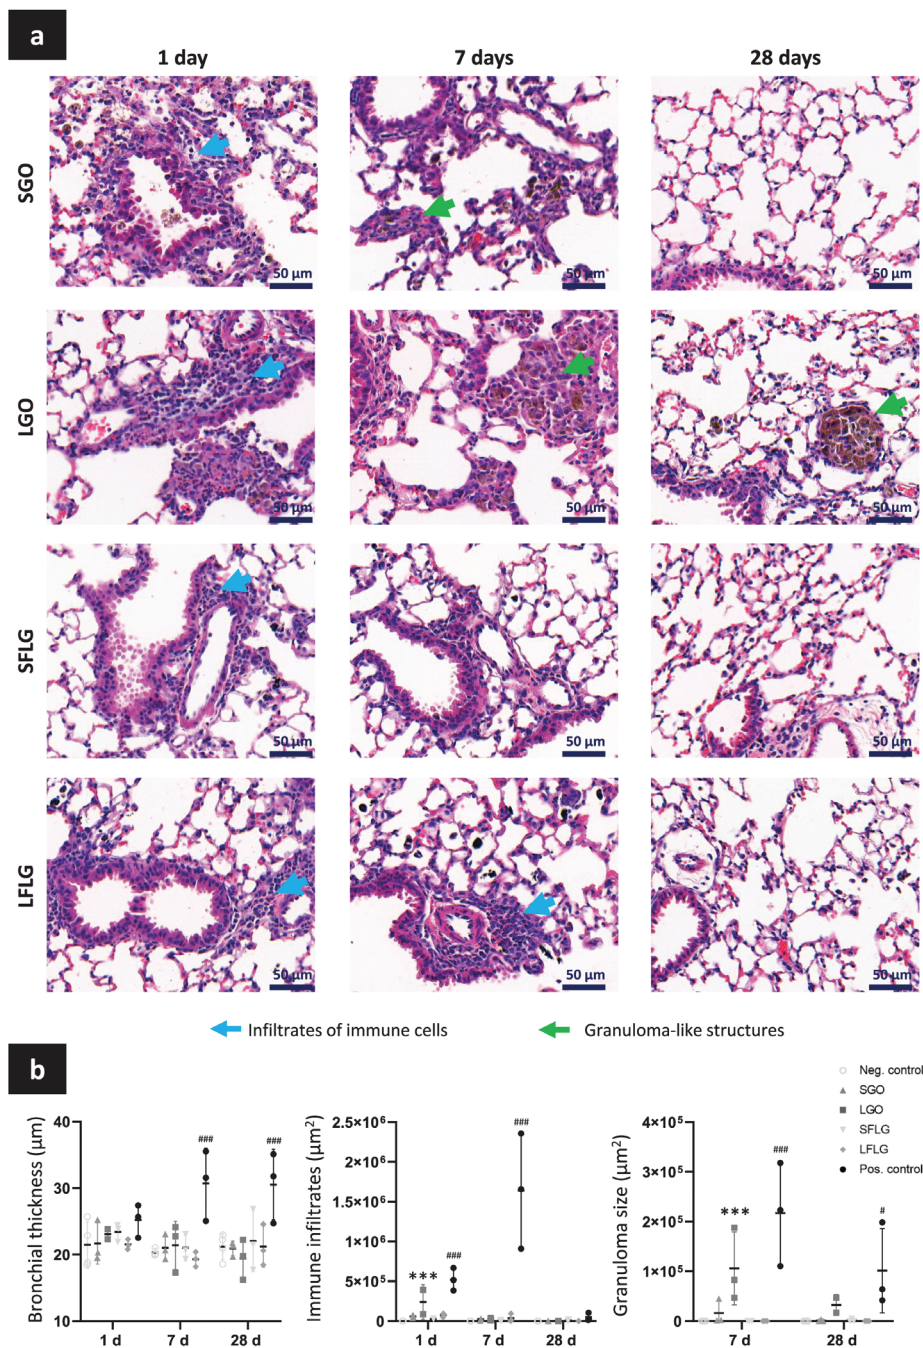 a
1 day
7 days
28 days
SGO
50 µm
50 µm
50 µm
LGO
50 µm
50 µm
50 µm
SFLG
50 µm
50 µm
50 µm
LFLG
50 µm
50 µm
50 µm
Infiltrates of immune cells
Granuloma-like structures
b
Neg. control
SGO
LGO
SFLG
LFLG
Pos. control
Bronchial thickness (µm)
40
30
20
10
###
###
1 d
7 d
28 d
Immune infiltrates (µm²)
2.5×10⁶
2×10⁶
2×10⁶
1×10⁶
5×10⁵
0
***
###
###
1 d
7 d
28 d
Granuloma size (µm²)
4×10⁵
3×10⁵
2×10⁵
1×10⁵
0
***
###
#
7 d
28 d